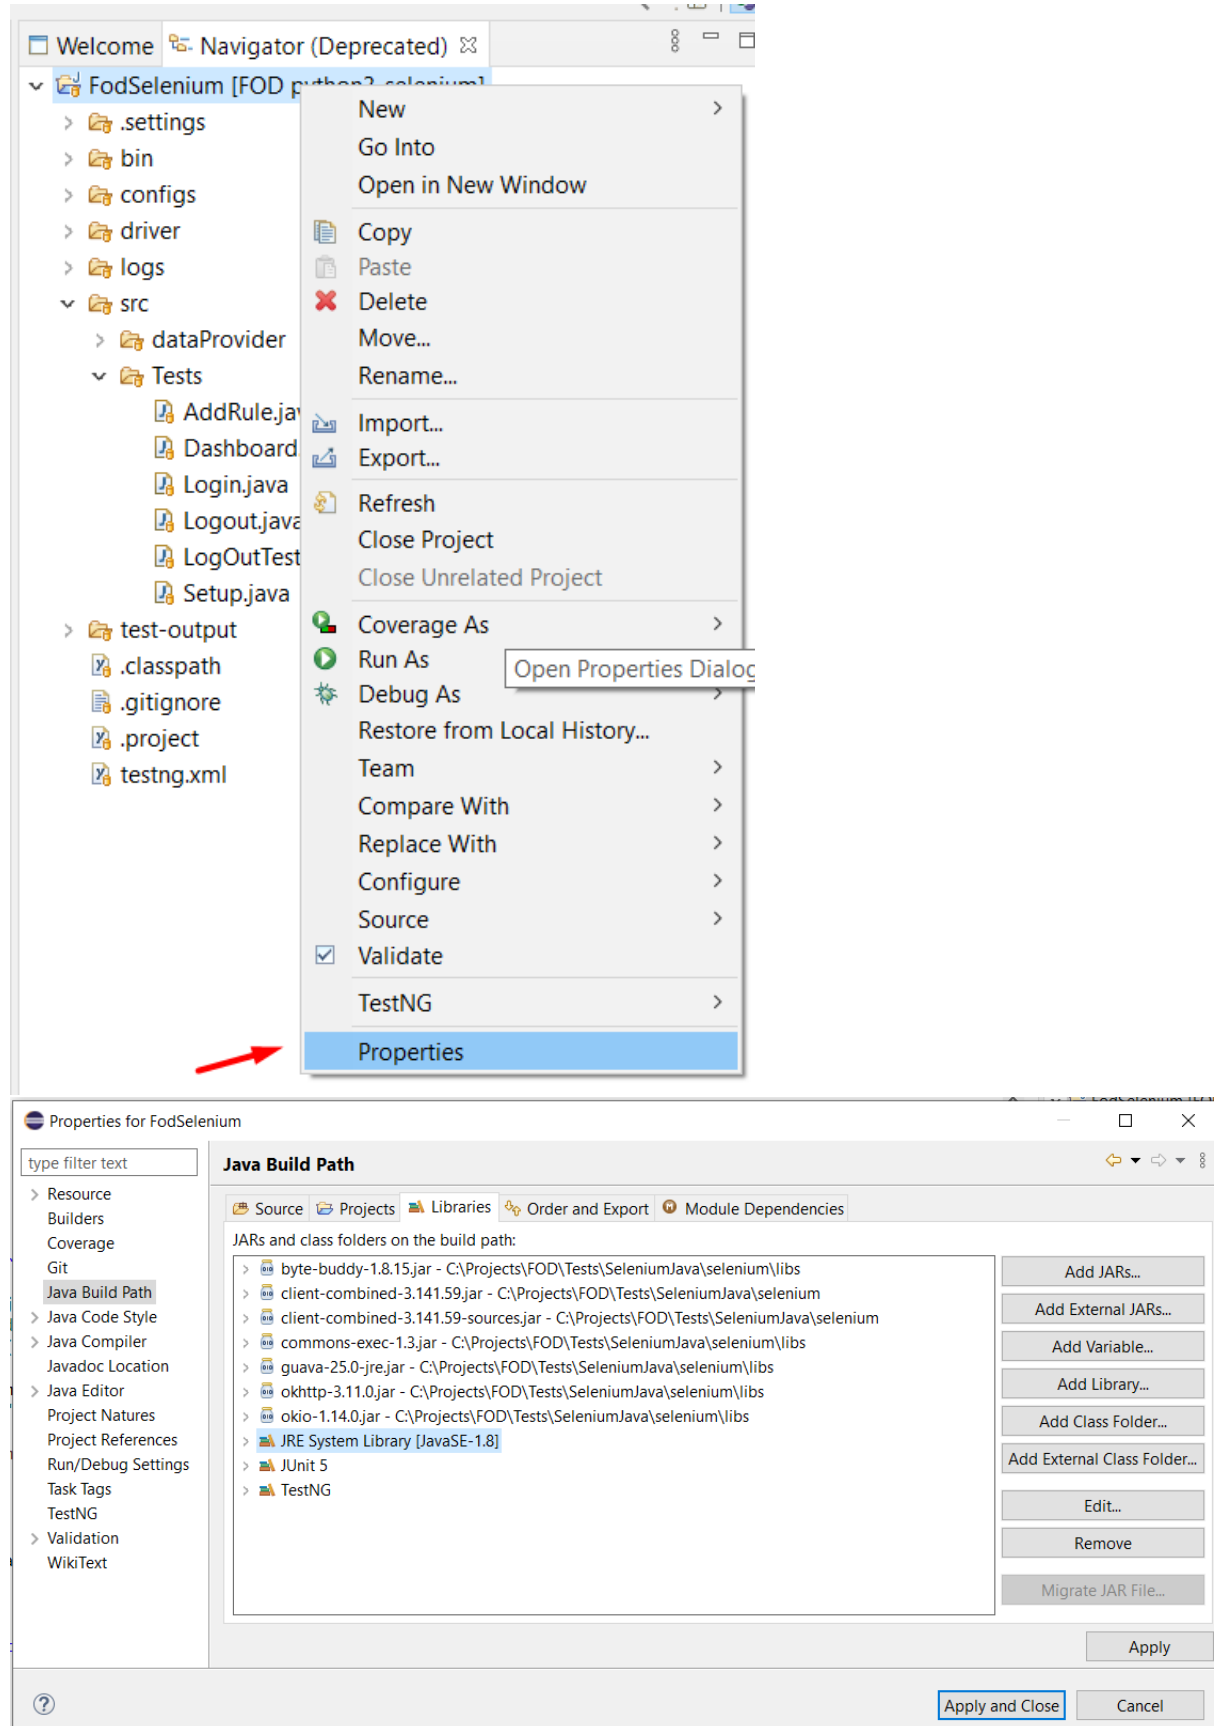 Welcome
Navigator (Deprecated)
FodSelenium [FOD python2-selenium]
.settings
bin
configs
driver
logs
src
dataProvider
Tests
AddRule.jav
Dashboard.
Login.java
Logout.java
LogOutTest
Setup.java
test-output
.classpath
.gitignore
.project
testng.xml
New
Go Into
Open in New Window
Copy
Paste
Delete
Move...
Rename...
Import...
Export...
Refresh
Close Project
Close Unrelated Project
Coverage As
Run As
Open Properties Dialog
Debug As
Restore from Local History...
Team
Compare With
Replace With
Configure
Source
Validate
TestNG
Properties
Properties for FodSelenium
type filter text
Resource
Builders
Coverage
Git
Java Build Path
Java Code Style
Java Compiler
Javadoc Location
Java Editor
Project Natures
Project References
Run/Debug Settings
Task Tags
TestNG
Validation
WikiText
Java Build Path
Source
Projects
Libraries
Order and Export
Module Dependencies
JARs and class folders on the build path:
byte-buddy-1.8.15.jar - C:\Projects\FOD\Tests\SeleniumJava\selenium\libs
client-combined-3.141.59.jar - C:\Projects\FOD\Tests\SeleniumJava\selenium
client-combined-3.141.59-sources.jar - C:\Projects\FOD\Tests\SeleniumJava\selenium
commons-exec-1.3.jar - C:\Projects\FOD\Tests\SeleniumJava\selenium\libs
guava-25.0-jre.jar - C:\Projects\FOD\Tests\SeleniumJava\selenium\libs
okhttp-3.11.0.jar - C:\Projects\FOD\Tests\SeleniumJava\selenium\libs
okio-1.14.0.jar - C:\Projects\FOD\Tests\SeleniumJava\selenium\libs
JRE System Library [JavaSE-1.8]
JUnit 5
TestNG
Add JARs...
Add External JARs...
Add Variable...
Add Library...
Add Class Folder...
Add External Class Folder...
Edit...
Remove
Migrate JAR File...
Apply
Apply and Close
Cancel